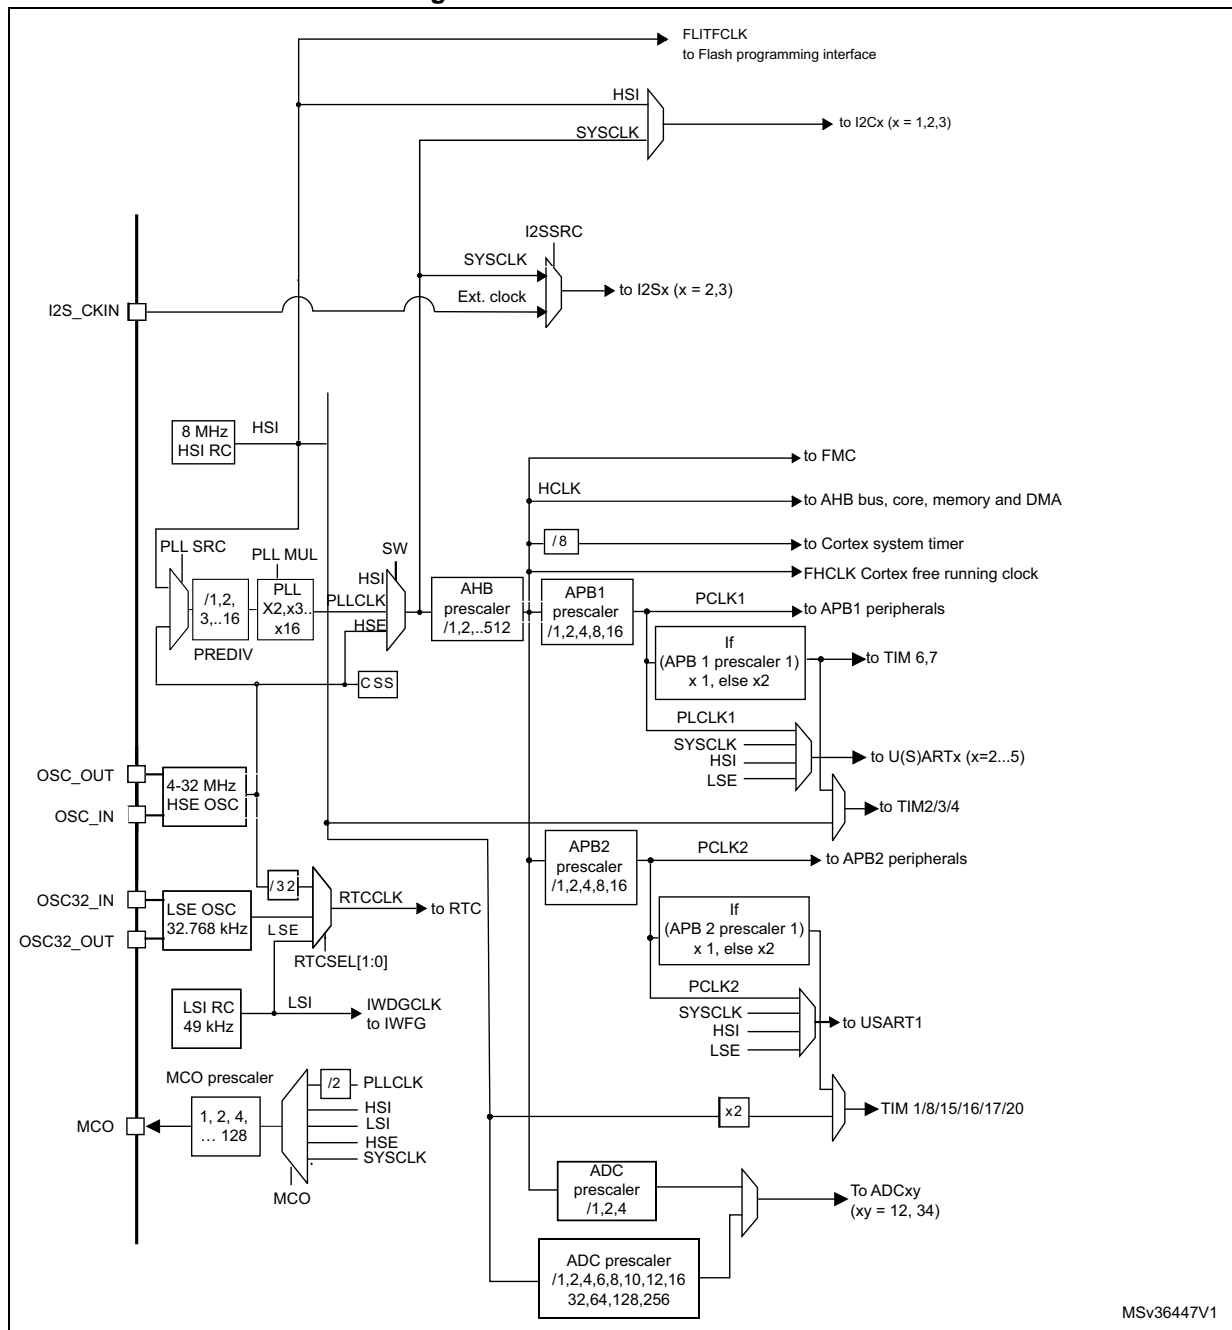 g
FLITFCLK
to Flash programming interface
HSI
to I2Cx (x = 1,2,3)
SYSCLK
I2SSRC
SYSCLK
to I2Sx (x = 2,3)
Ext. clock
I2S_CKIN
8 MHz
HSI RC
HSI
to FMC
HCLK
to AHB bus, core, memory and DMA
/ 8
to Cortex system timer
FHCLK Cortex free running clock
PLL SRC
PLL MUL
SW
/1,2,
3,..16
PREDIV
PLL
X2,x3..
x16
HSI
PLLCLK
HSE
CSS
AHB
prescaler
/1,2,..512
APB1
prescaler
/1,2,4,8,16
PCLK1
to APB1 peripherals
If
(APB 1 prescaler 1)
x 1, else x2
to TIM 6,7
PLCLK1
SYSCLK
HSI
LSE
to U(S)ARTx (x=2...5)
to TIM2/3/4
OSC_OUT
OSC_IN
4-32 MHz
HSE OSC
APB2
prescaler
/1,2,4,8,16
PCLK2
to APB2 peripherals
/32
OSC32_IN
OSC32_OUT
LSE OSC
32.768 kHz
LSE
RTCCLK
to RTC
RTCSEL[1:0]
If
(APB 2 prescaler 1)
x 1, else x2
LSI RC
49 kHz
LSI
IWDGCLK
to IWFG
PCLK2
SYSCLK
HSI
LSE
to USART1
MCO prescaler
/2
PLLCLK
HSI
LSI
HSE
SYSCLK
1, 2, 4,
... 128
MCO
MCO
x2
TIM 1/8/15/16/17/20
ADC
prescaler
/1,2,4
To ADCxy
(xy = 12, 34)
ADC prescaler
/1,2,4,6,8,10,12,16
32,64,128,256
MSv36447V1